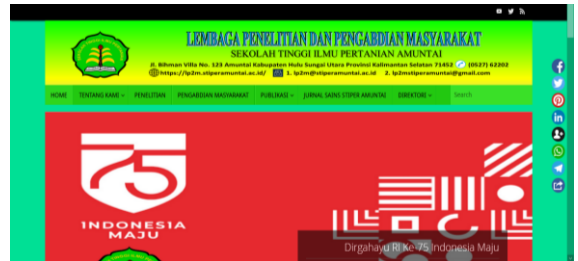 LEMBAGA PENELITIAN DAN PENGABDIAN MASYARAKAT
SEKOLAH TINGGI ILMU PERTANIAN AMUNTAI
Jl. Bihman Villa No. 123 Amuntai Kabupaten Hulu Sungai Utara Provinsi Kalimantan Selatan 71452 (0527) 62202
https://lp2m.stiperamuntai.ac.id/ 1. lp2m@stiperamuntai.ac.id 2. lp2mstiperamuntai@gmail.com
HOME TENTANG KAMI PENELITIAN PENGABDIAN MASYARAKAT PUBLIKASI JURNAL SAINS STIPER AMUNTAI DIREKTORI Search
75
INDONESIA
MAJU
Dirgahayu RI Ke-75 Indonesia Maju